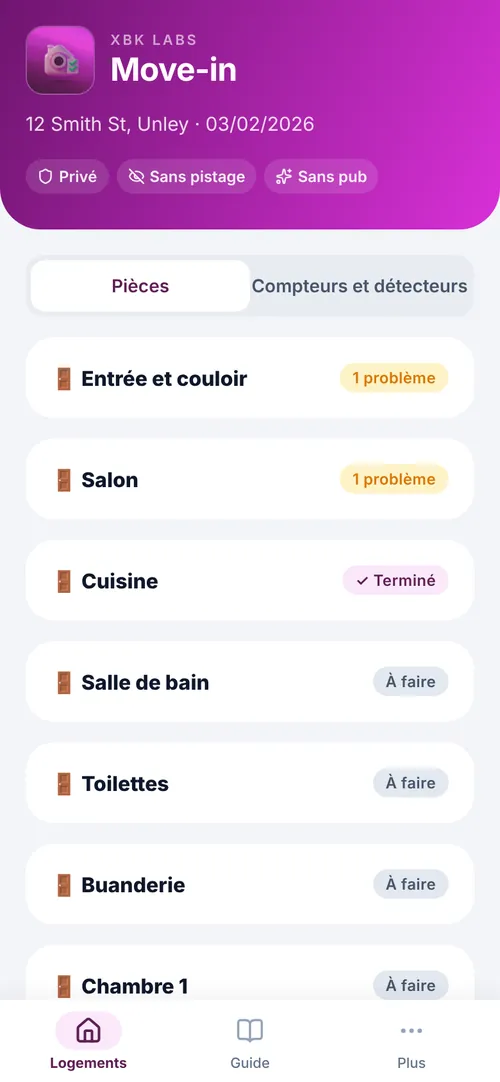 XBK LABS
Move-in
12 Smith St, Unley · 03/02/2026
Privé
Sans pistage
Sans pub
Pièces
Compteurs et détecteurs
Entrée et couloir
1 problème
Salon
1 problème
Cuisine
✓ Terminé
Salle de bain
À faire
Toilettes
À faire
Buanderie
À faire
Chambre 1
À faire
Logements
Guide
Plus